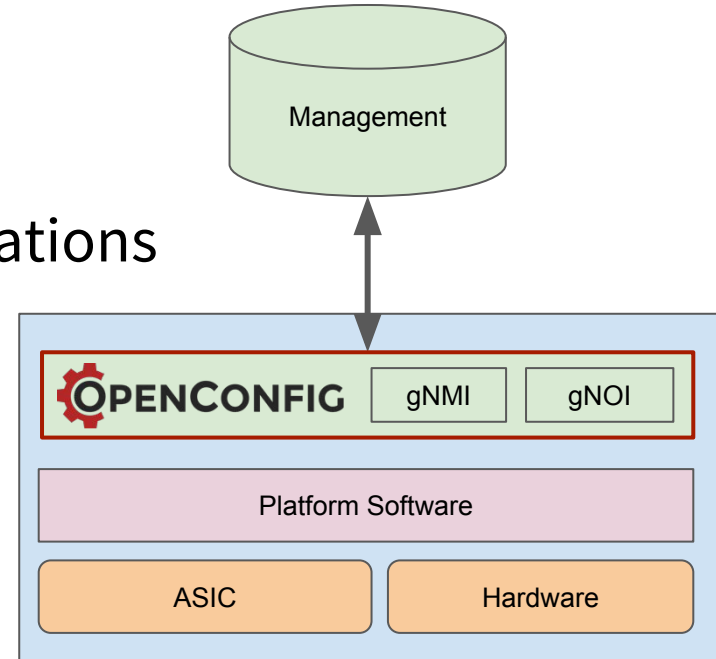 Management
ations
OPENCONFIG gNMI gNOI
Platform Software
ASIC Hardware